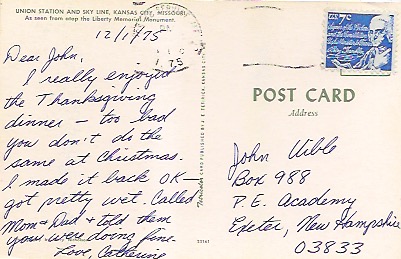 UNION STATION AND SKY LINE, KANSAS CITY, MISSOURI
As seen from atop the Liberty Memorial Monument.
12/1/75
Dear John,
I really enjoyed
the Thanksgiving
dinner – too bad
you don't do the
same at Christmas.
I made it back OK –
got pretty wet. Called
Mom & Dad & told them
you were doing fine.
Love, Catherine
1975
7c
POST CARD
Address
John Uible
Box 988
P.E. Academy
Exeter, New Hampshire
03833